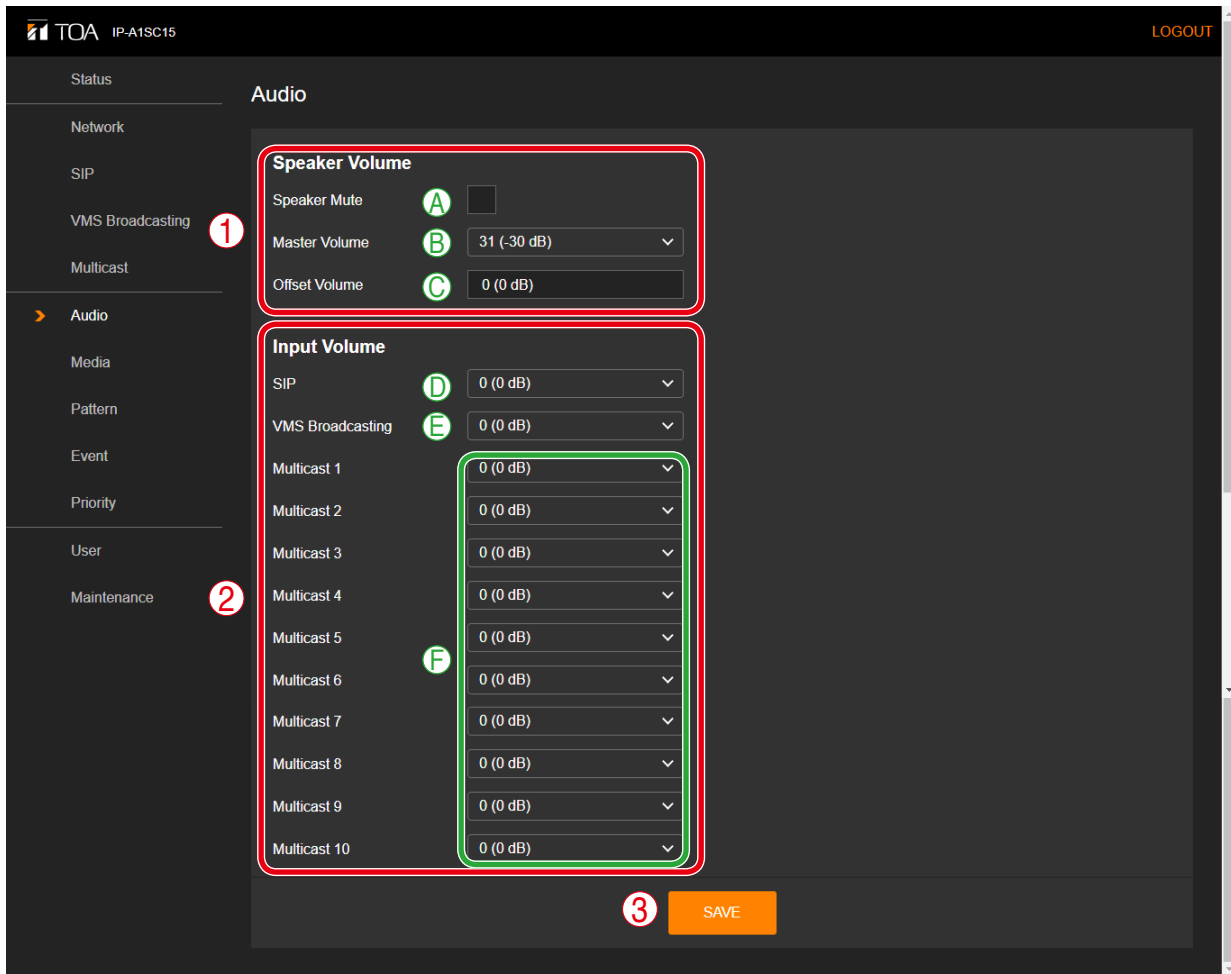 TOA IP-A1SC15
LOGOUT
Status
Network
SIP
VMS Broadcasting
Multicast
Audio
Media
Pattern
Event
Priority
User
Maintenance
Audio
1
Speaker Volume
Speaker Mute A
Master Volume B 31 (-30 dB)
Offset Volume C 0 (0 dB)
2
Input Volume
SIP D 0 (0 dB)
VMS Broadcasting E 0 (0 dB)
F
Multicast 1 0 (0 dB)
Multicast 2 0 (0 dB)
Multicast 3 0 (0 dB)
Multicast 4 0 (0 dB)
Multicast 5 0 (0 dB)
Multicast 6 0 (0 dB)
Multicast 7 0 (0 dB)
Multicast 8 0 (0 dB)
Multicast 9 0 (0 dB)
Multicast 10 0 (0 dB)
3 SAVE